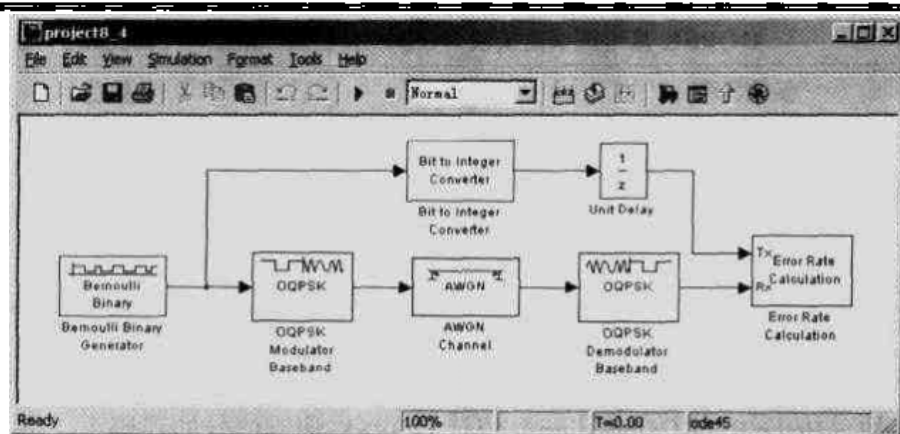 project8_4
File Edit View Simulation Format Tools Help
Normal
Bit to Integer
Converter
Bit to Integer
Converter
1
z
Unit Delay
Bernoulli
Binary
Bernoulli Binary
Generator
OQPSK
OQPSK
Modulator
Baseband
AWGN
AWGN
Channel
OQPSK
OQPSK
Demodulator
Baseband
Tx
Rx
Error Rate
Calculation
Error Rate
Calculation
Ready 100% T=0.00 ode45